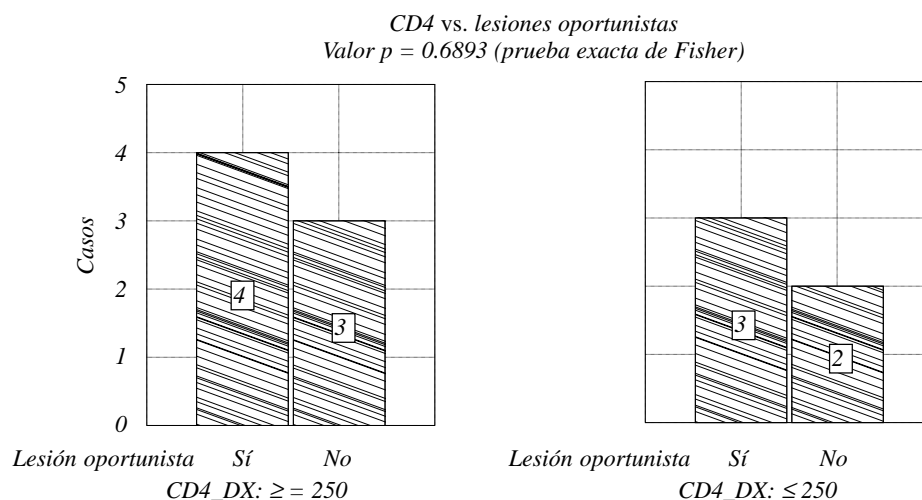 CD4 vs. lesiones oportunistas
Valor p = 0.6893 (prueba exacta de Fisher)
5
4
3
2
1
0
Casos
4
3
3
2
Lesión oportunista Sí No
CD4_DX: ≥ = 250
Lesión oportunista Sí No
CD4_DX: ≤ 250